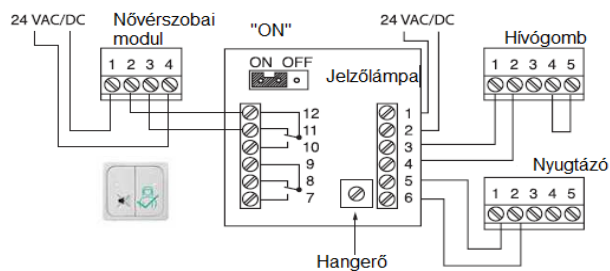 24 VAC/DC
Nővérszobai
modul
1 2 3 4
"ON"
ON OFF
Jelzőlámpa
12
11
10
9
8
7
1
2
3
4
5
6
24 VAC/DC
Hívógomb
1 2 3 4 5
Nyugtázó
1 2 3 4 5
Hangerő